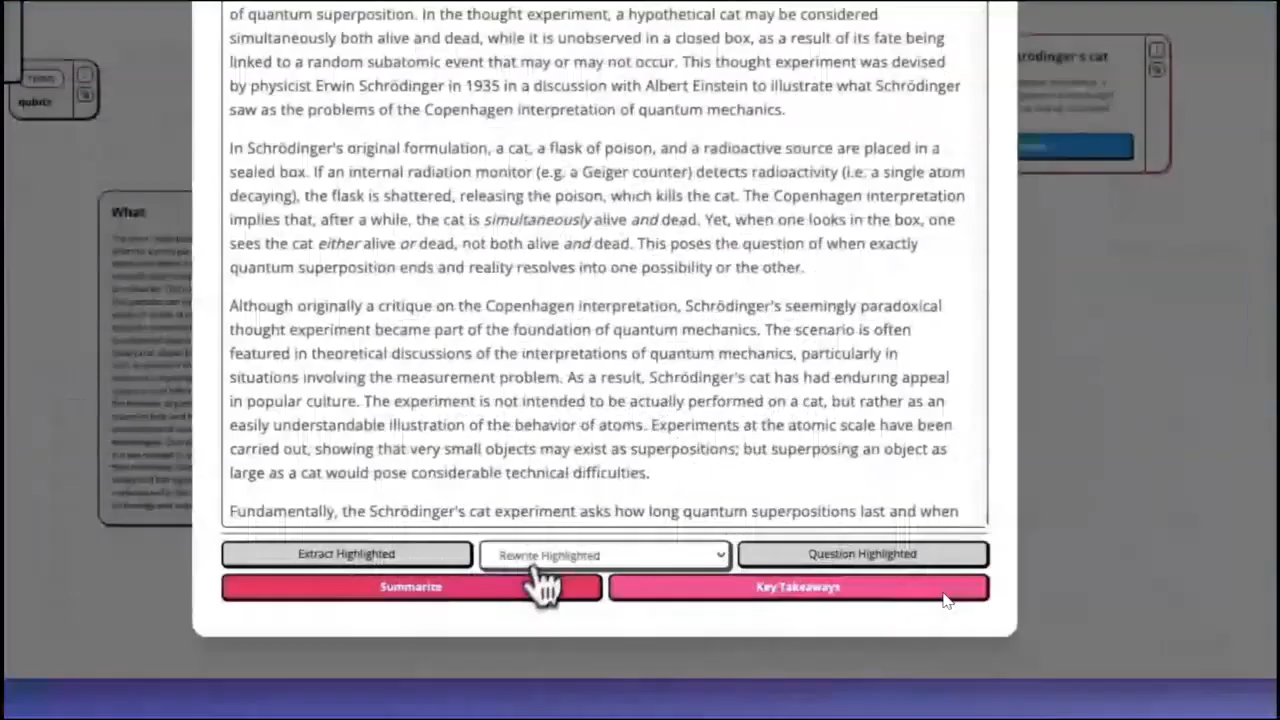 of quantum superposition. In the thought experiment, a hypothetical cat may be considered
simultaneously both alive and dead, while it is unobserved in a closed box, as a result of its fate being
linked to a random subatomic event that may or may not occur. This thought experiment was devised
by physicist Erwin Schrödinger in 1935 in a discussion with Albert Einstein to illustrate what Schrödinger
saw as the problems of the Copenhagen interpretation of quantum mechanics.
In Schrödinger's original formulation, a cat, a flask of poison, and a radioactive source are placed in a
sealed box. If an internal radiation monitor (e.g. a Geiger counter) detects radioactivity (i.e. a single atom
decaying), the flask is shattered, releasing the poison, which kills the cat. The Copenhagen interpretation
implies that, after a while, the cat is simultaneously alive and dead. Yet, when one looks in the box, one
sees the cat either alive or dead, not both alive and dead. This poses the question of when exactly
quantum superposition ends and reality resolves into one possibility or the other.
Although originally a critique on the Copenhagen interpretation, Schrödinger's seemingly paradoxical
thought experiment became part of the foundation of quantum mechanics. The scenario is often
featured in theoretical discussions of the interpretations of quantum mechanics, particularly in
situations involving the measurement problem. As a result, Schrödinger's cat has had enduring appeal
in popular culture. The experiment is not intended to be actually performed on a cat, but rather as an
easily understandable illustration of the behavior of atoms. Experiments at the atomic scale have been
carried out, showing that very small objects may exist as superpositions; but superposing an object as
large as a cat would pose considerable technical difficulties.
Fundamentally, the Schrödinger's cat experiment asks how long quantum superpositions last and when
Extract Highlighted
Rewrite Highlighted
Question Highlighted
Summarize
Key Takeaways
qubits
What
rödinger's cat